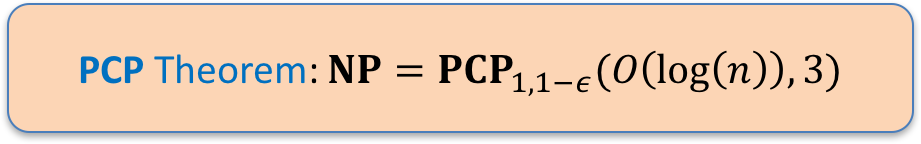 PCP Theorem: NP = PCP₁,₁₋ϵ(O(log(n)), 3)